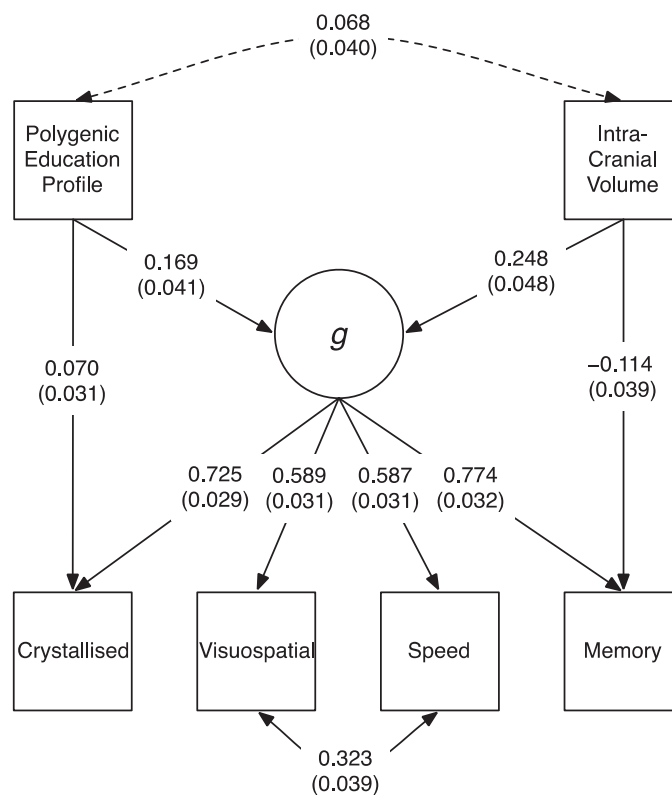 0.068
(0.040)
Polygenic
Education
Profile
Intra-
Cranial
Volume
0.169
(0.041)
0.248
(0.048)
g
0.070
(0.031)
−0.114
(0.039)
0.725
(0.029)
0.589
(0.031)
0.587
(0.031)
0.774
(0.032)
Crystallised
Visuospatial
Speed
Memory
0.323
(0.039)